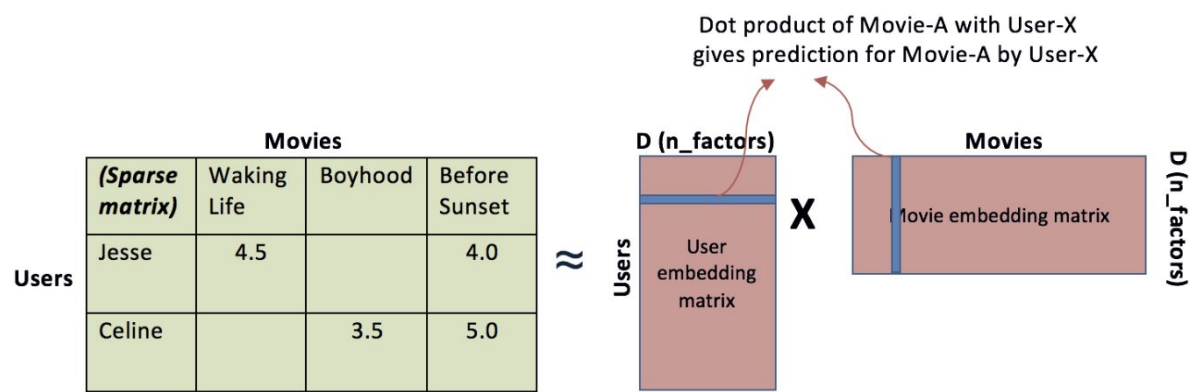 Dot product of Movie-A with User-X
gives prediction for Movie-A by User-X
Movies
(Sparse matrix) Waking Life Boyhood Before Sunset
Jesse 4.5 4.0
Celine 3.5 5.0
Users
≈
D (n_factors)
Users
User
embedding
matrix
X
Movies
Movie embedding matrix
D (n_factors)